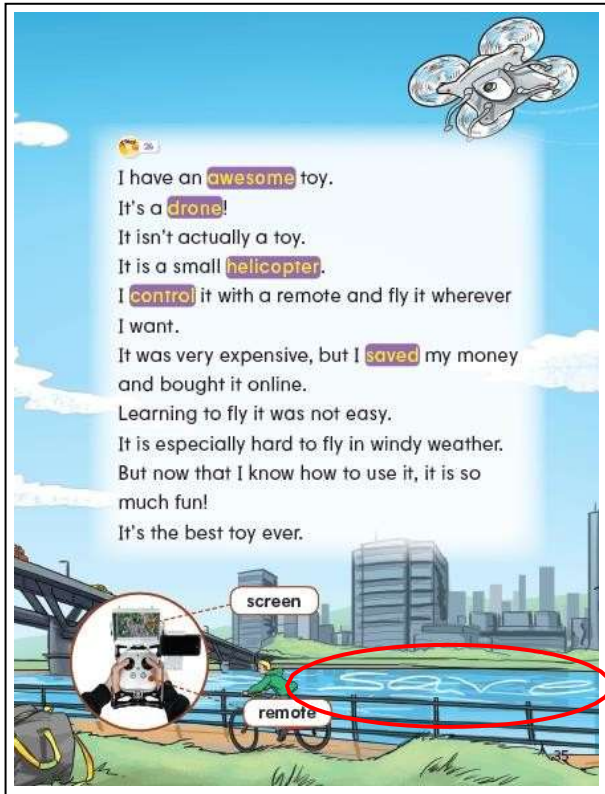 26
I have an awesome toy.
It's a drone!
It isn't actually a toy.
It is a small helicopter.
I control it with a remote and fly it wherever
I want.
It was very expensive, but I saved my money
and bought it online.
Learning to fly it was not easy.
It is especially hard to fly in windy weather.
But now that I know how to use it, it is so
much fun!
It's the best toy ever.
screen
save
remote
35